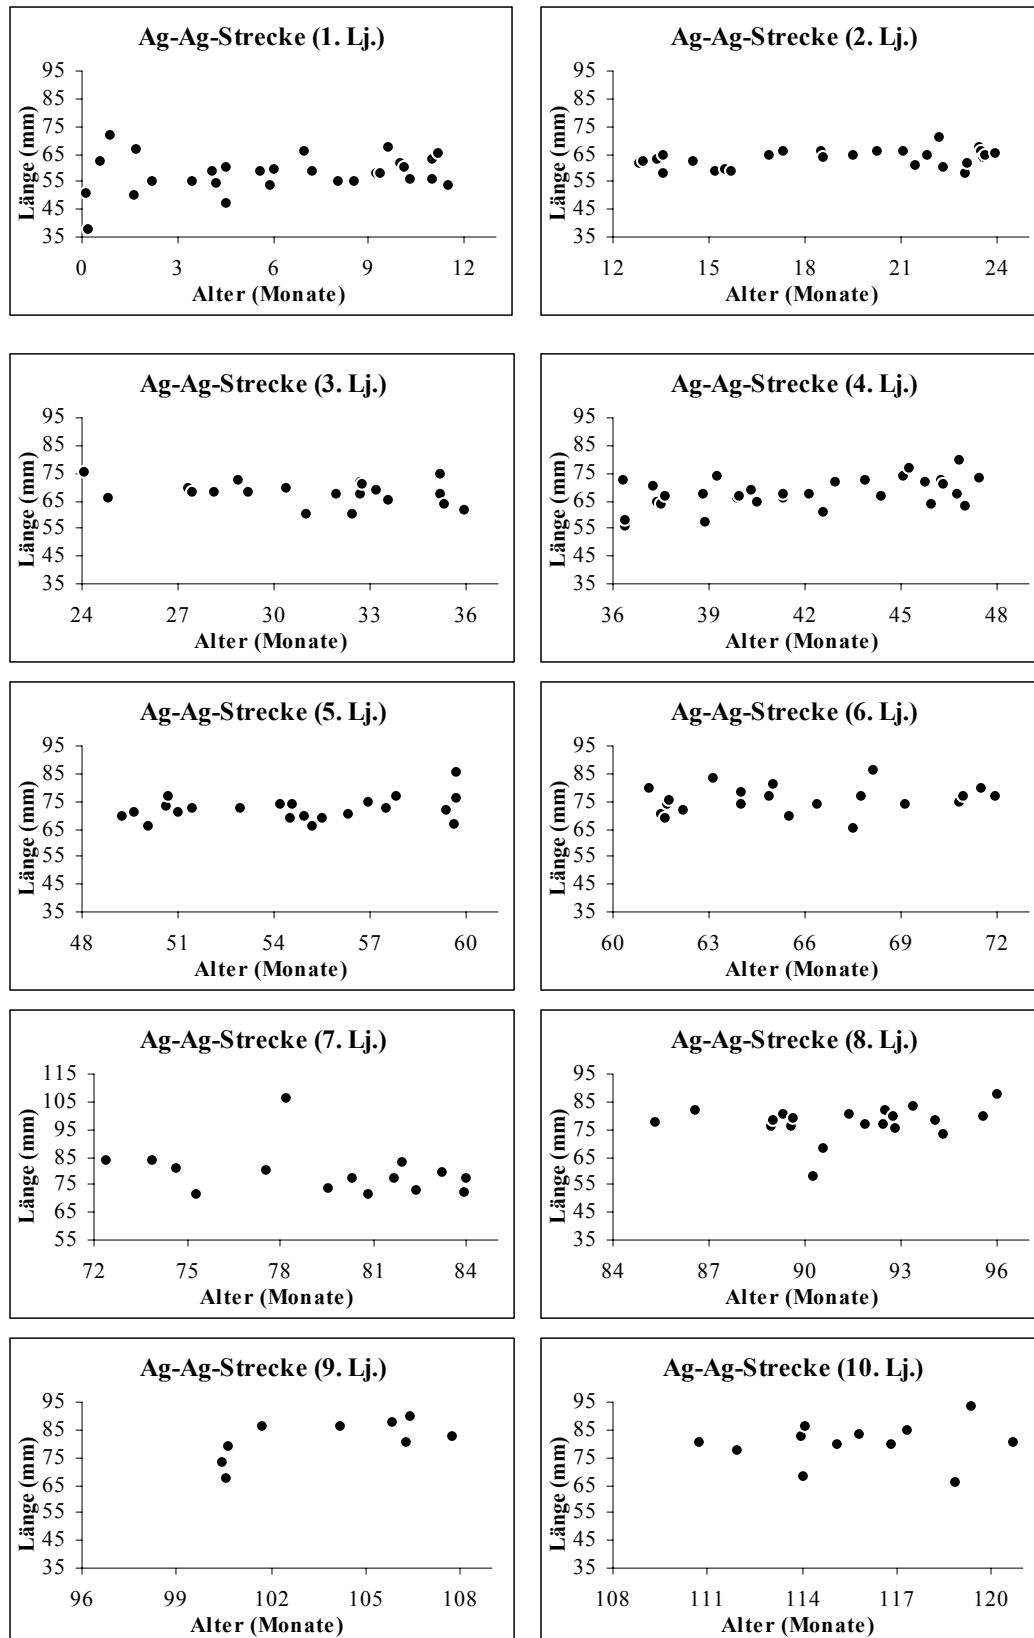 Ag-Ag-Strecke (1. Lj.)
95
85
75
65
55
45
35
Länge (mm)
0 3 6 9 12
Alter (Monate)
Ag-Ag-Strecke (2. Lj.)
95
85
75
65
55
45
35
Länge (mm)
12 15 18 21 24
Alter (Monate)
Ag-Ag-Strecke (3. Lj.)
95
85
75
65
55
45
35
Länge (mm)
24 27 30 33 36
Alter (Monate)
Ag-Ag-Strecke (4. Lj.)
95
85
75
65
55
45
35
Länge (mm)
36 39 42 45 48
Alter (Monate)
Ag-Ag-Strecke (5. Lj.)
95
85
75
65
55
45
35
Länge (mm)
48 51 54 57 60
Alter (Monate)
Ag-Ag-Strecke (6. Lj.)
95
85
75
65
55
45
35
Länge (mm)
60 63 66 69 72
Alter (Monate)
Ag-Ag-Strecke (7. Lj.)
115
105
95
85
75
65
55
Länge (mm)
72 75 78 81 84
Alter (Monate)
Ag-Ag-Strecke (8. Lj.)
95
85
75
65
55
45
35
Länge (mm)
84 87 90 93 96
Alter (Monate)
Ag-Ag-Strecke (9. Lj.)
95
85
75
65
55
45
35
Länge (mm)
96 99 102 105 108
Alter (Monate)
Ag-Ag-Strecke (10. Lj.)
95
85
75
65
55
45
35
Länge (mm)
108 111 114 117 120
Alter (Monate)